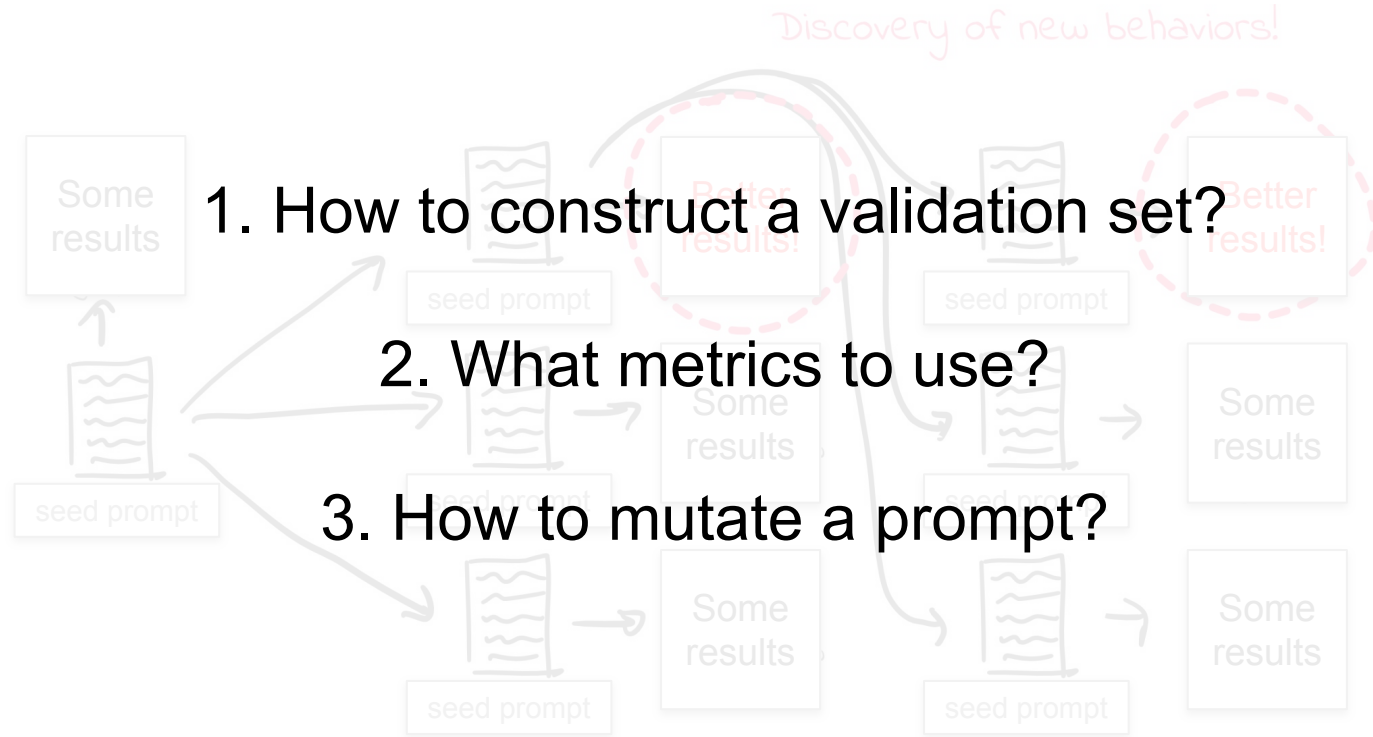 Discovery of new behaviors!
Some
results
1. How to construct a validation set?
Better
results!
Better
results!
seed prompt
seed prompt
2. What metrics to use?
Some
results
Some
results
seed prompt
3. How to mutate a prompt?
seed prompt
seed prompt
Some
results
Some
results
seed prompt
seed prompt